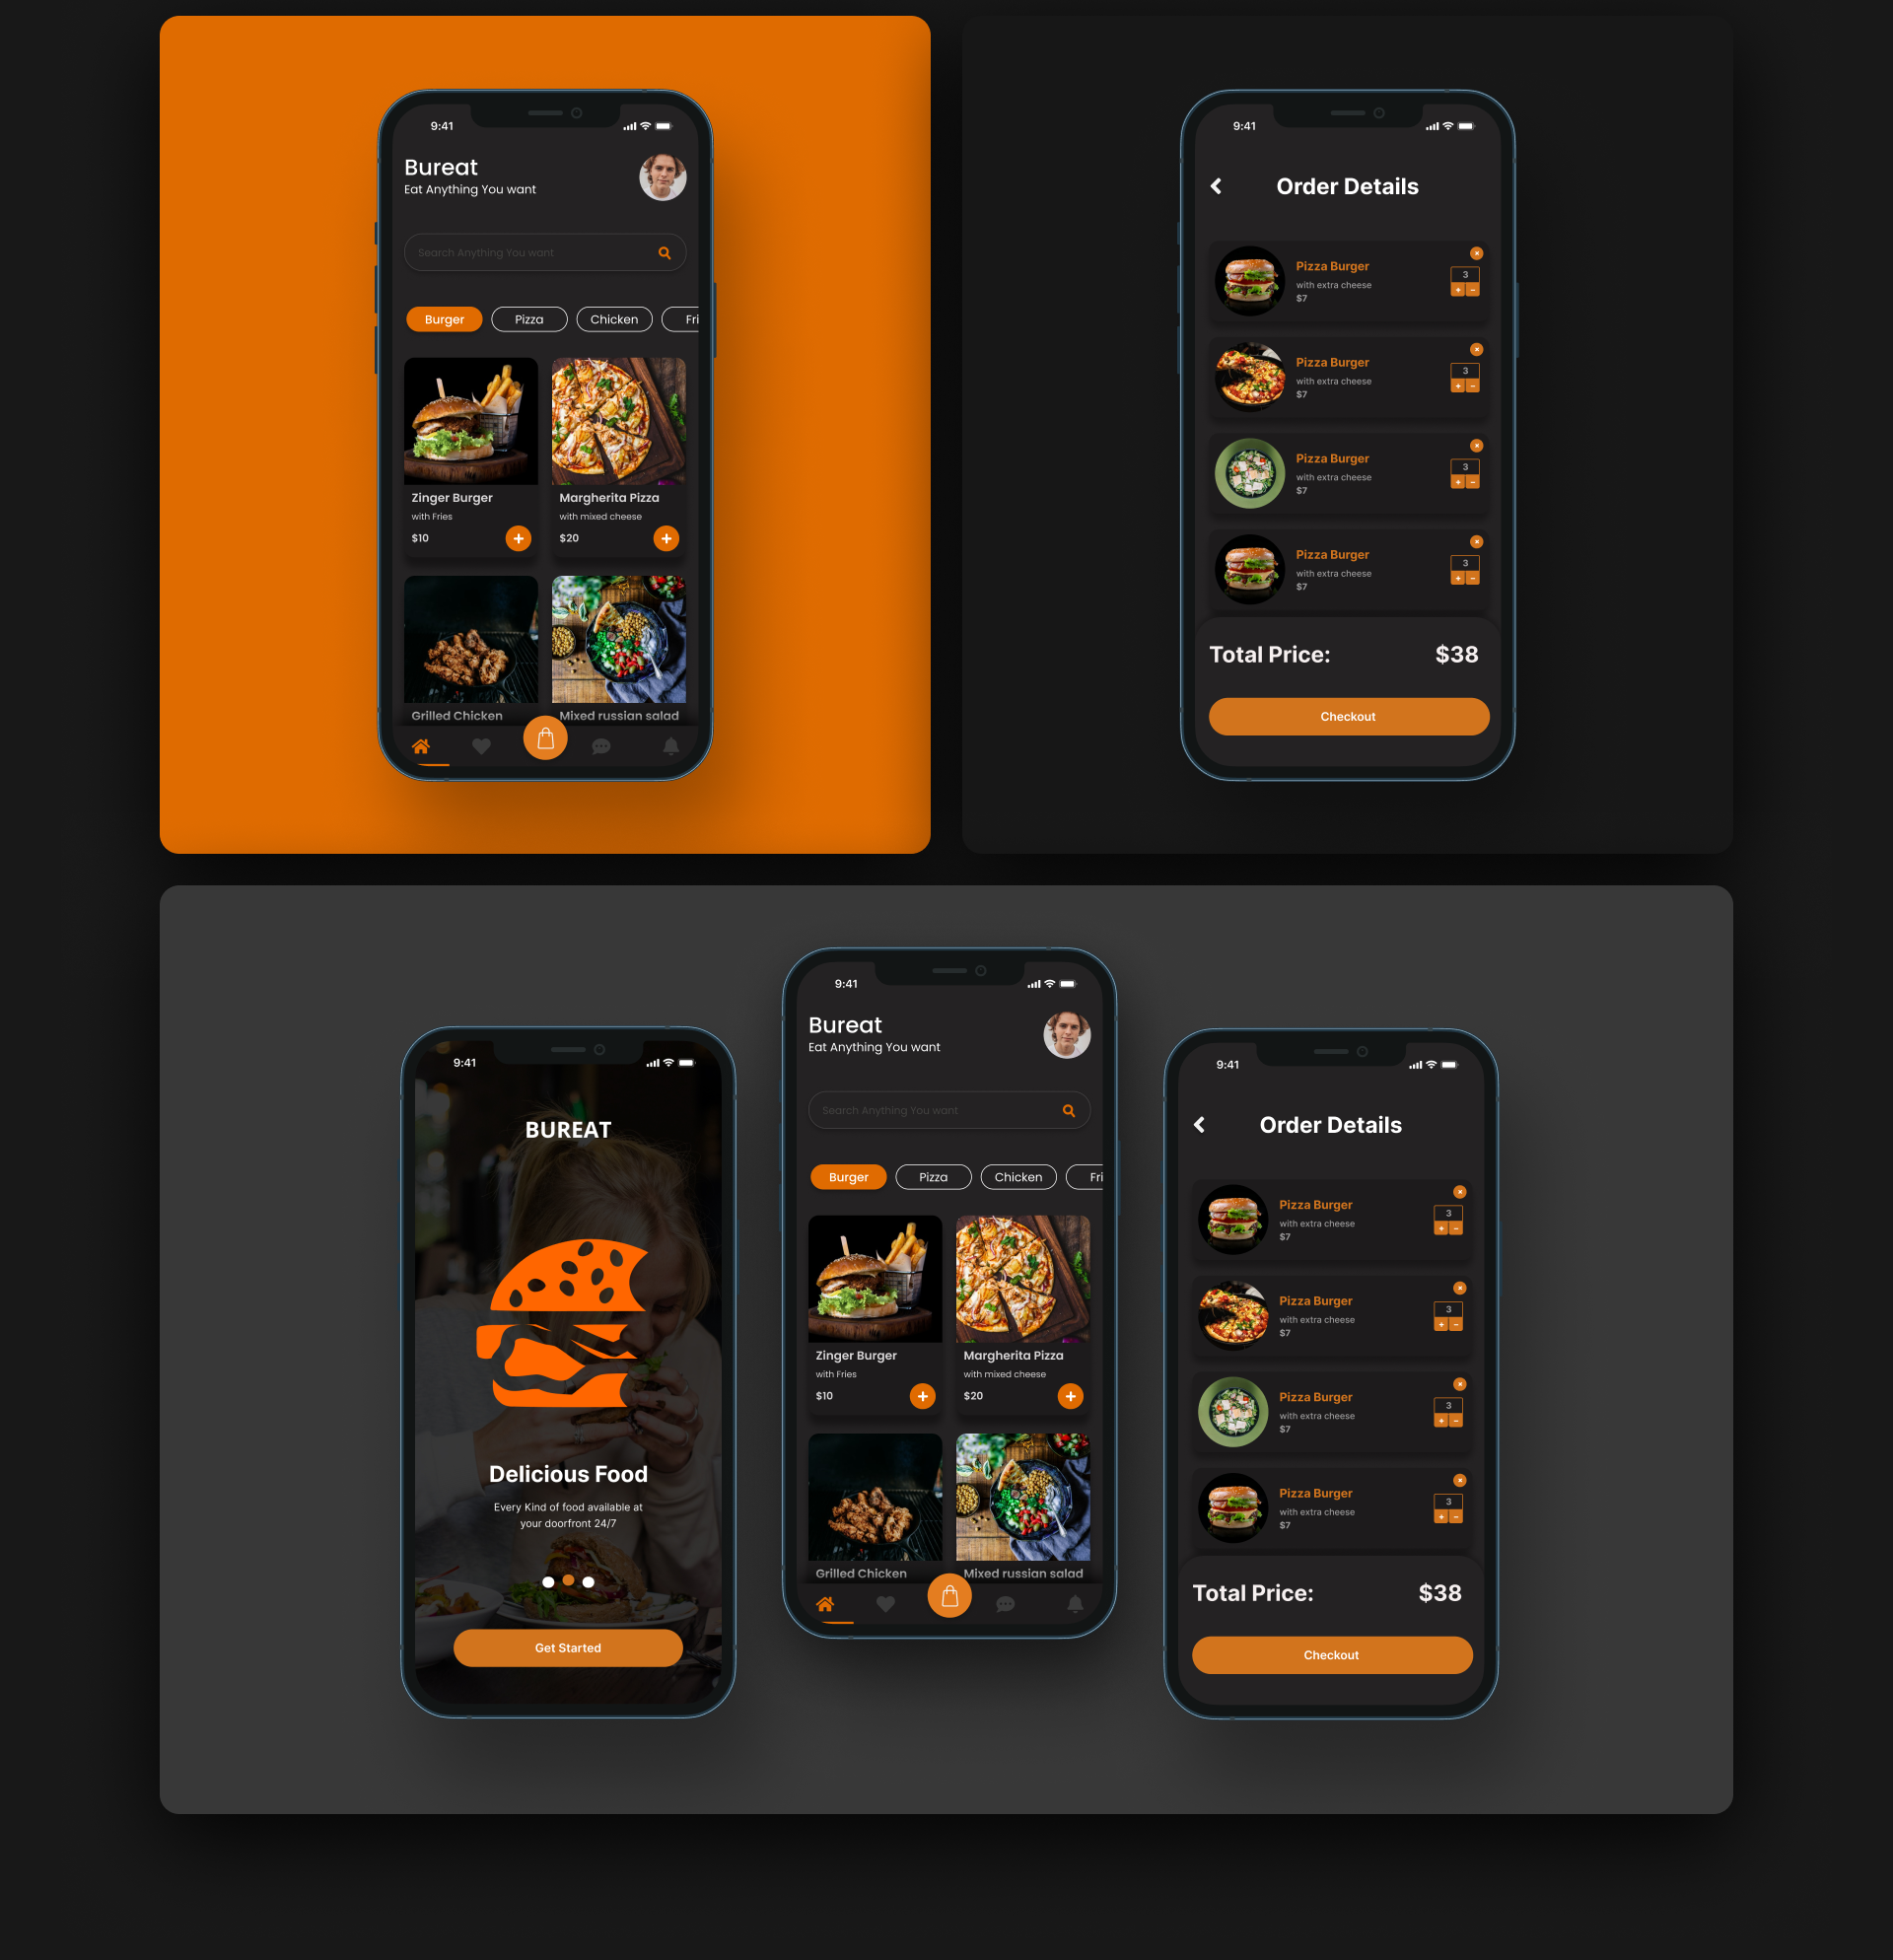 9:41
Bureat
Eat Anything You want
Search Anything You want
Burger Pizza Chicken Fri
Zinger Burger
with Fries
$10
Margherita Pizza
with mixed cheese
$20
Grilled Chicken
Mixed russian salad
9:41
Order Details
Pizza Burger
with extra cheese
$7
3
Pizza Burger
with extra cheese
$7
3
Pizza Burger
with extra cheese
$7
3
Pizza Burger
with extra cheese
$7
3
Total Price: $38
Checkout
9:41
BUREAT
Delicious Food
Every Kind of food available at
your doorfront 24/7
Get Started
9:41
Bureat
Eat Anything You want
Search Anything You want
Burger Pizza Chicken Fri
Zinger Burger
with Fries
$10
Margherita Pizza
with mixed cheese
$20
Grilled Chicken
Mixed russian salad
9:41
Order Details
Pizza Burger
with extra cheese
$7
3
Pizza Burger
with extra cheese
$7
3
Pizza Burger
with extra cheese
$7
3
Pizza Burger
with extra cheese
$7
3
Total Price: $38
Checkout